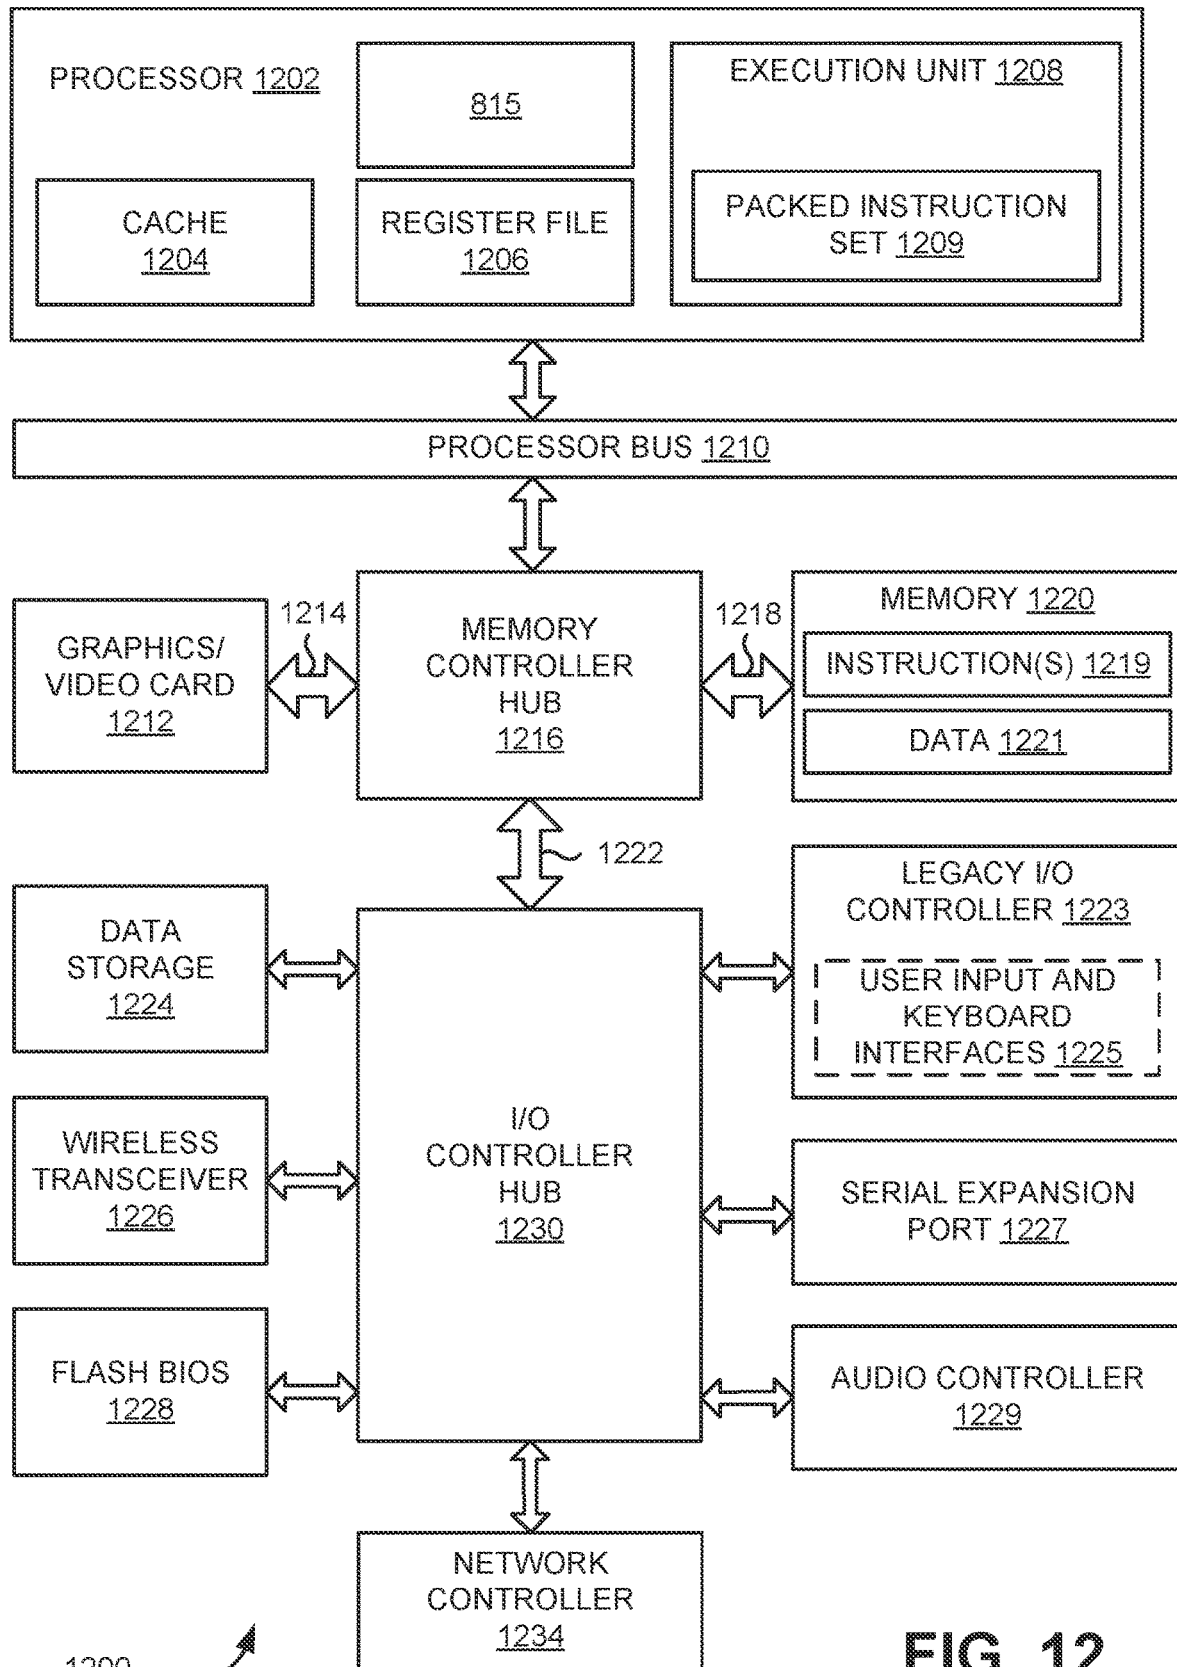 PROCESSOR 1202
815
EXECUTION UNIT 1208
CACHE
1204
REGISTER FILE
1206
PACKED INSTRUCTION
SET 1209
PROCESSOR BUS 1210
GRAPHICS/
VIDEO CARD
1212
1214
MEMORY
CONTROLLER
HUB
1216
1218
MEMORY 1220
INSTRUCTION(S) 1219
DATA 1221
1222
DATA
STORAGE
1224
LEGACY I/O
CONTROLLER 1223
USER INPUT AND
KEYBOARD
INTERFACES 1225
WIRELESS
TRANSCEIVER
1226
I/O
CONTROLLER
HUB
1230
SERIAL EXPANSION
PORT 1227
FLASH BIOS
1228
AUDIO CONTROLLER
1229
NETWORK
CONTROLLER
1234
1200
FIG. 12